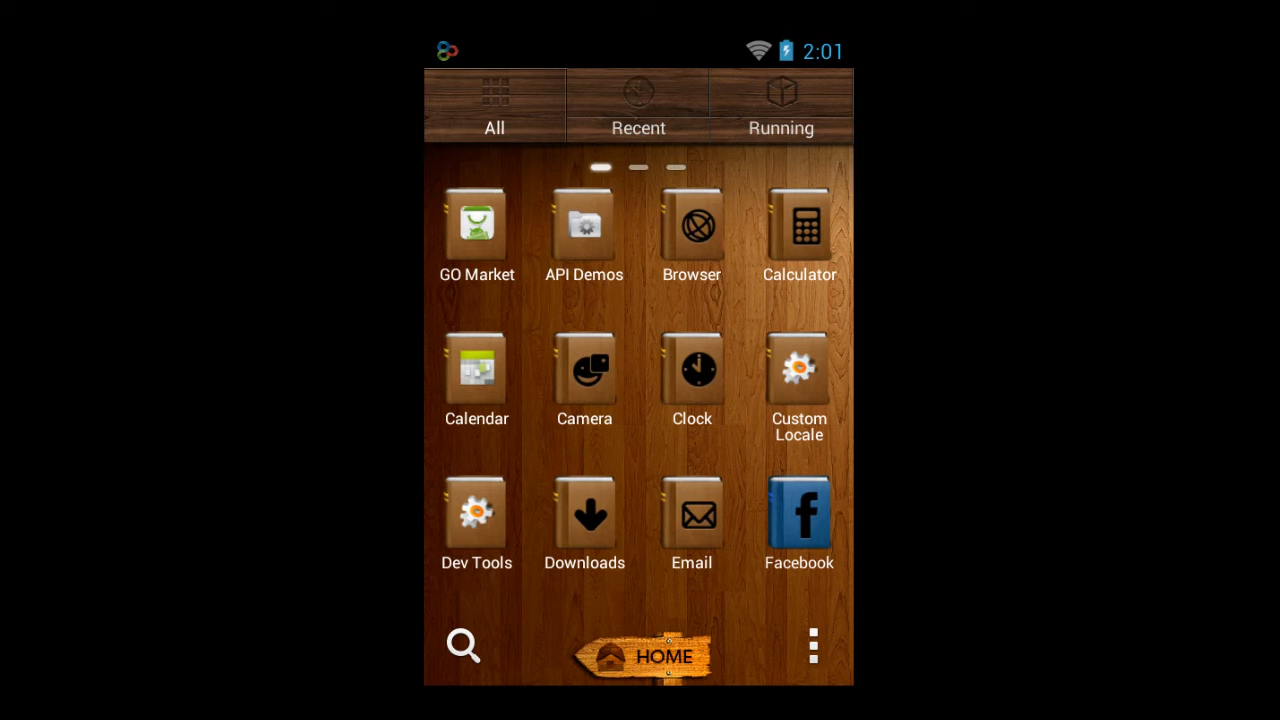 2:01
All
Recent
Running
GO Market
API Demos
Browser
Calculator
Calendar
Camera
Clock
Custom
Locale
Dev Tools
Downloads
Email
f
Facebook
HOME